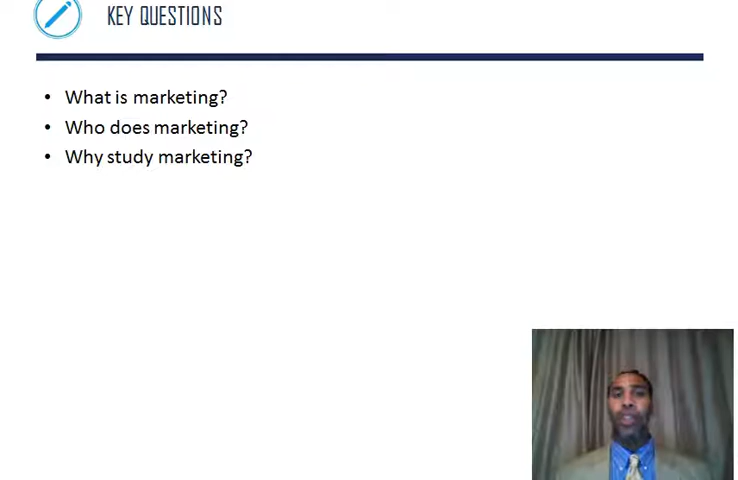 KEY QUESTIONS
• What is marketing?
• Who does marketing?
• Why study marketing?